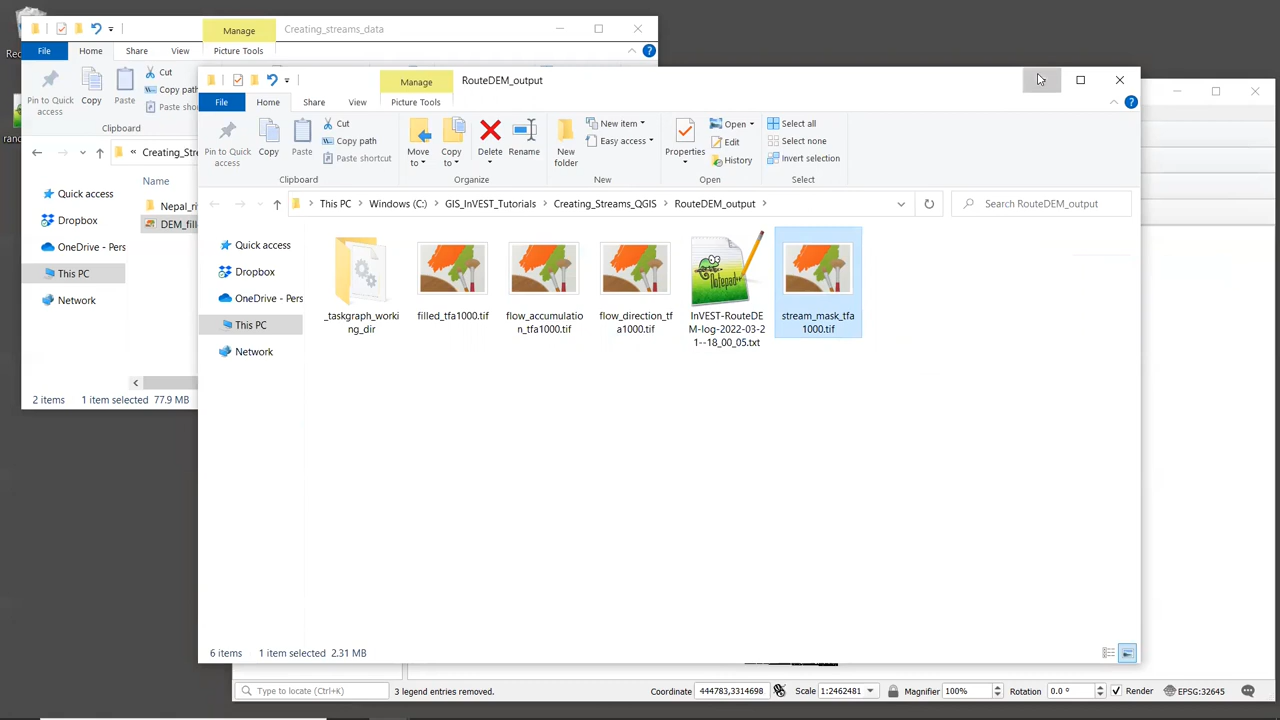 Manage
Creating_streams_data
File
Home
Share
View
Picture Tools
Pin to Quick
access
Copy
Paste
Cut
Copy path
Paste sho
Clipboard
Creating_Stre
Name
Quick access
Dropbox
OneDrive - Pers
This PC
Network
Nepal_ri
DEM_fill
2 items
1 item selected
77.9 MB
Manage
RouteDEM_output
File
Home
Share
View
Picture Tools
Pin to Quick
access
Copy
Paste
Cut
Copy path
Paste shortcut
Move
to
Copy
to
Delete
Rename
New
folder
New item
Easy access
Properties
Open
Edit
History
Select all
Select none
Invert selection
Clipboard
Organize
New
Open
Select
This PC
Windows (C:)
GIS_InVEST_Tutorials
Creating_Streams_QGIS
RouteDEM_output
Search RouteDEM_output
Quick access
Dropbox
OneDrive - Pers
This PC
Network
_taskgraph_worki
ng_dir
filled_tfa1000.tif
flow_accumulatio
n_tfa1000.tif
flow_direction_tf
a1000.tif
InVEST-RouteDE
M-log-2022-03-2
1--18_00_05.txt
stream_mask_tfa
1000.tif
6 items
1 item selected
2.31 MB
Type to locate (Ctrl+K)
3 legend entries removed.
Coordinate
444783,3314698
Scale
1:2462481
Magnifier
100%
Rotation
0.0 °
Render
EPSG:32645